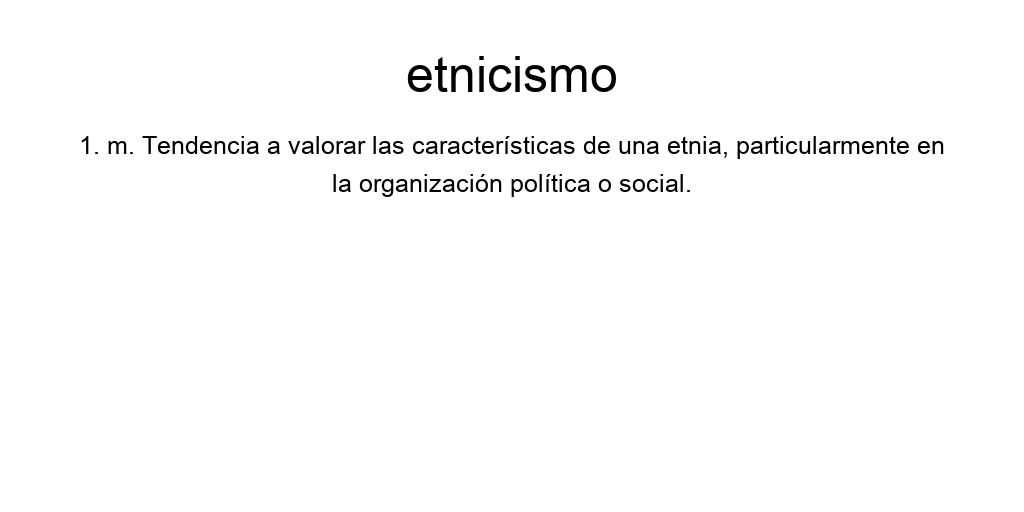 etnicismo
1. m. Tendencia a valorar las características de una etnia, particularmente en
la organización política o social.